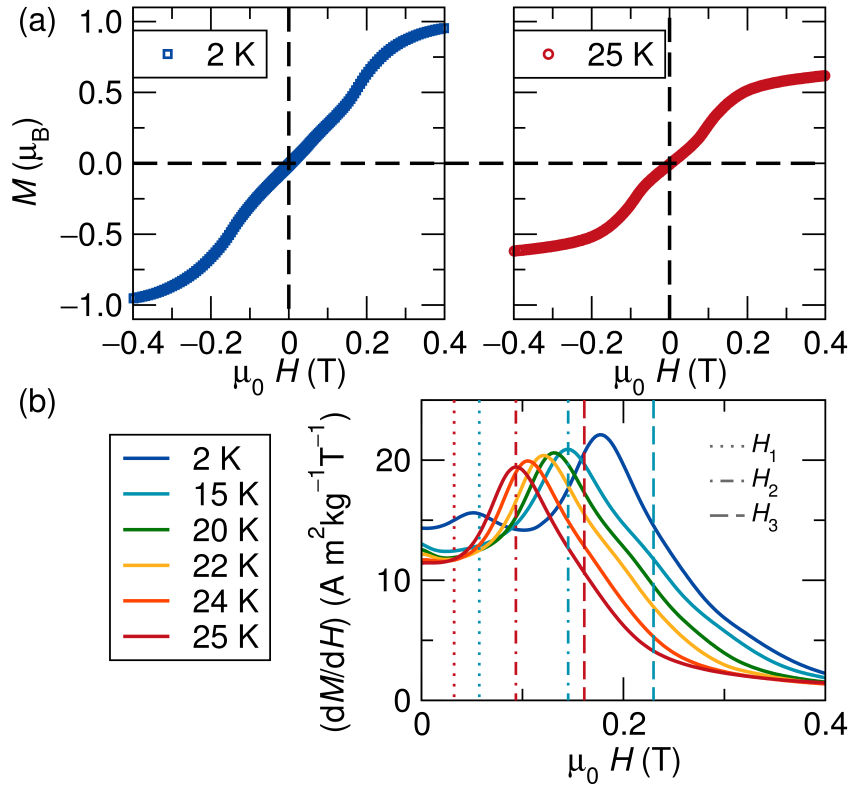 (a)
1.0
0.5
0.0
−0.5
−1.0
M (μB)
2 K
25 K
−0.4 −0.2 0 0.2 0.4
−0.4 −0.2 0 0.2 0.4
μ0 H (T)
μ0 H (T)
(b)
2 K
15 K
20 K
22 K
24 K
25 K
(dM/dH) (A m²kg⁻¹T⁻¹)
20
10
0
H1
H2
H3
0 0.2 0.4
μ0 H (T)